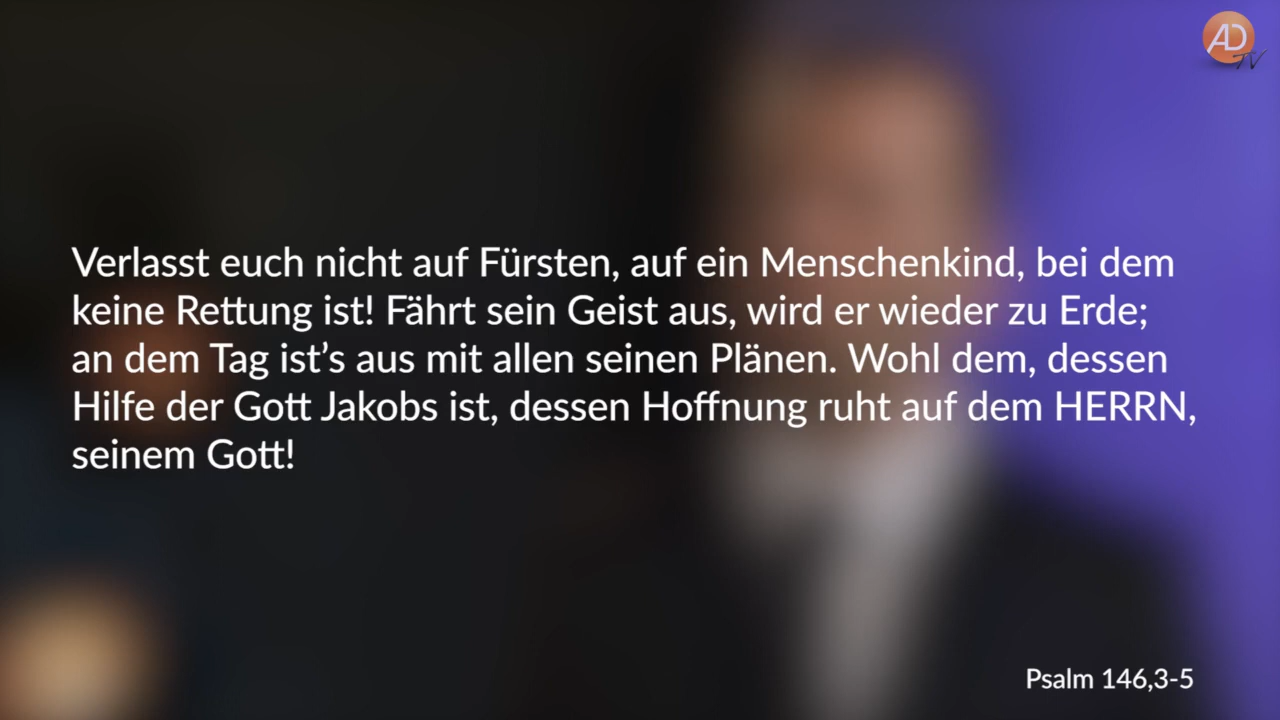 AD
TV
Verlasst euch nicht auf Fürsten, auf ein Menschenkind, bei dem
keine Rettung ist! Fährt sein Geist aus, wird er wieder zu Erde;
an dem Tag ist’s aus mit allen seinen Plänen. Wohl dem, dessen
Hilfe der Gott Jakobs ist, dessen Hoffnung ruht auf dem HERRN,
seinem Gott!
Psalm 146,3-5